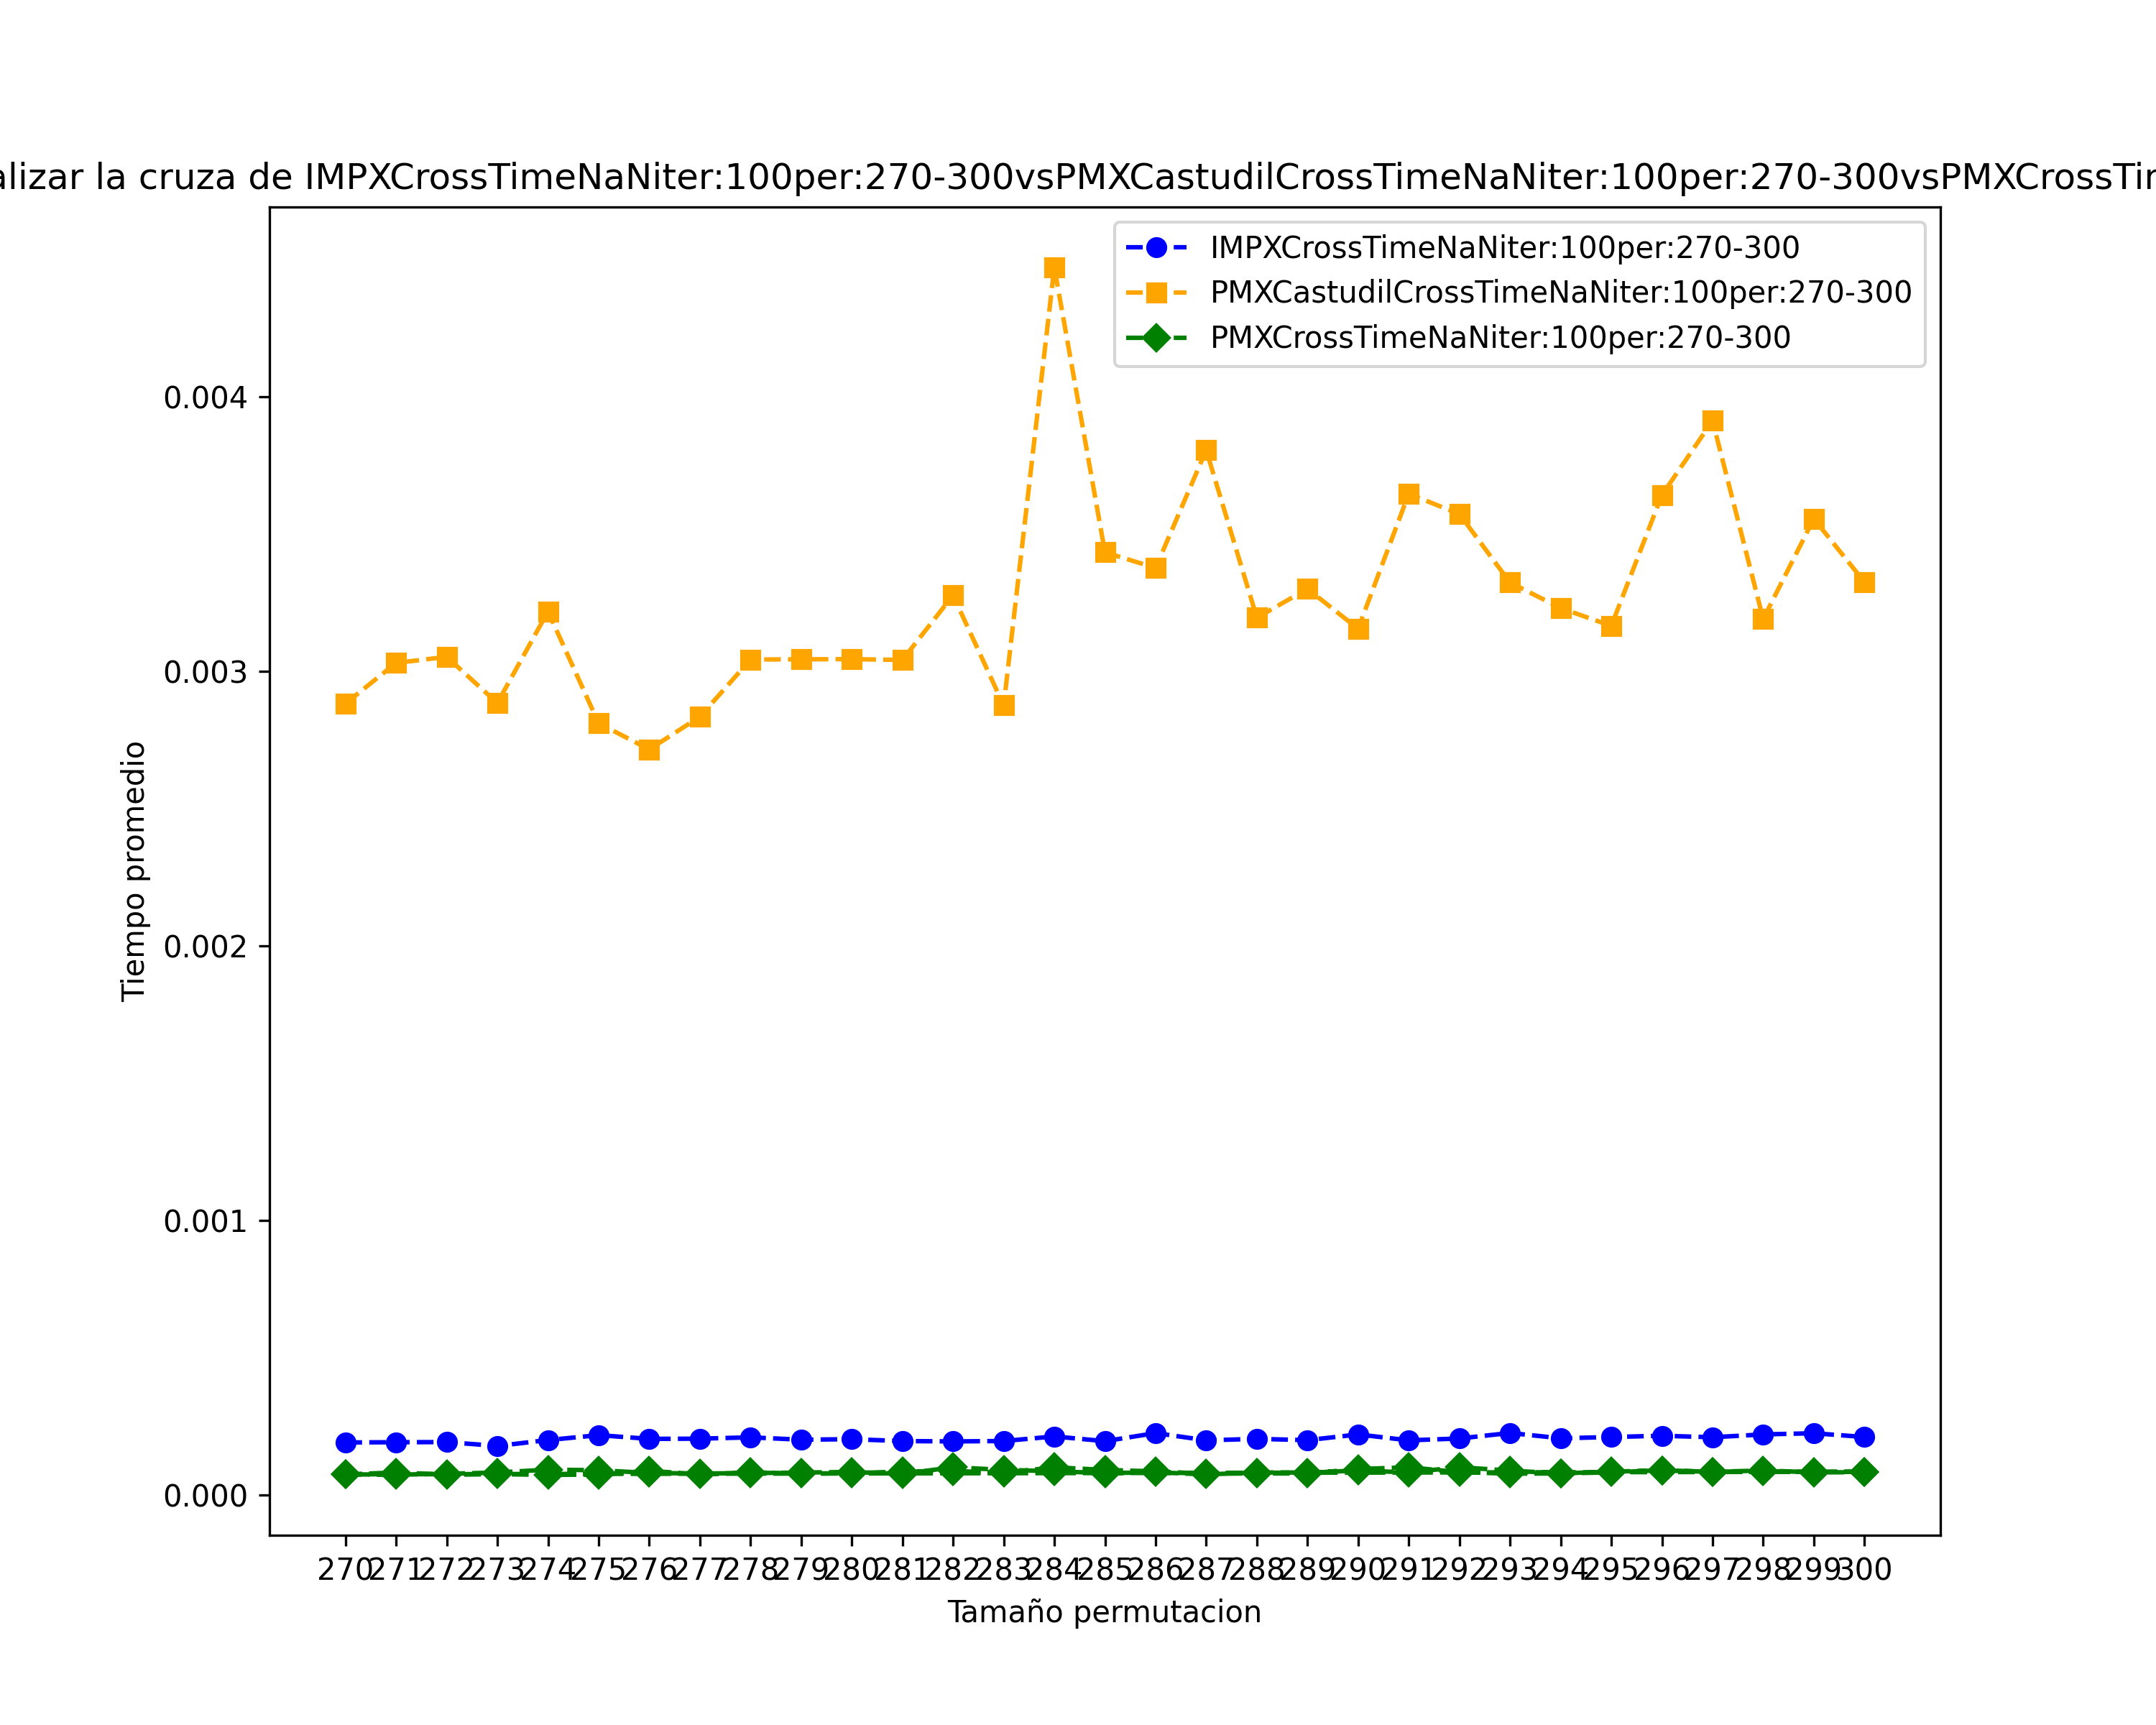 alizar la cruza de IMPXCrossTimeNaNiter:100per:270-300vsPMXCastudilCrossTimeNaNiter:100per:270-300vsPMXCrossTim
IMPXCrossTimeNaNiter:100per:270-300
PMXCastudilCrossTimeNaNiter:100per:270-300
PMXCrossTimeNaNiter:100per:270-300
0.004
0.003
0.002
0.001
0.000
Tiempo promedio
270 271 272 273 274 275 276 277 278 279 280 281 282 283 284 285 286 287 288 289 290 291 292 293 294 295 296 297 298 299 300
Tamaño permutacion